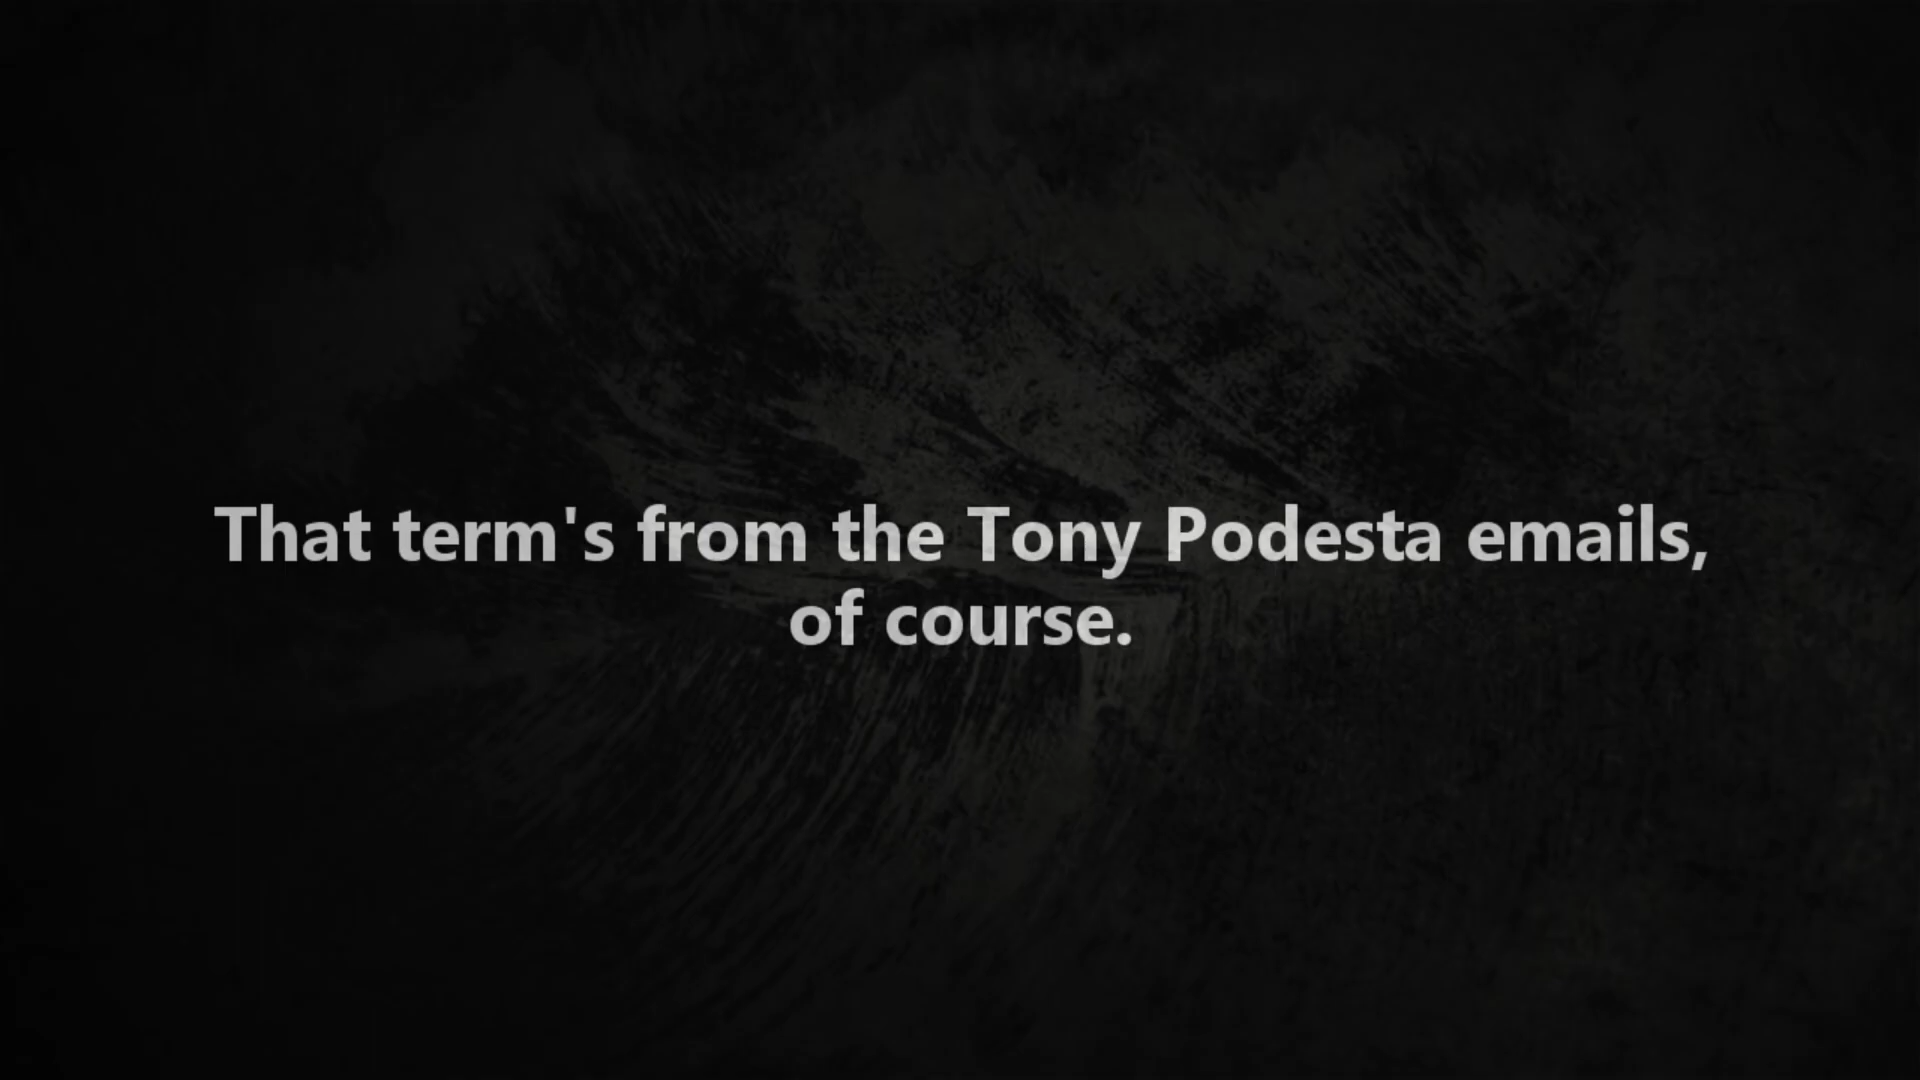 That term's from the Tony Podesta emails,
of course.